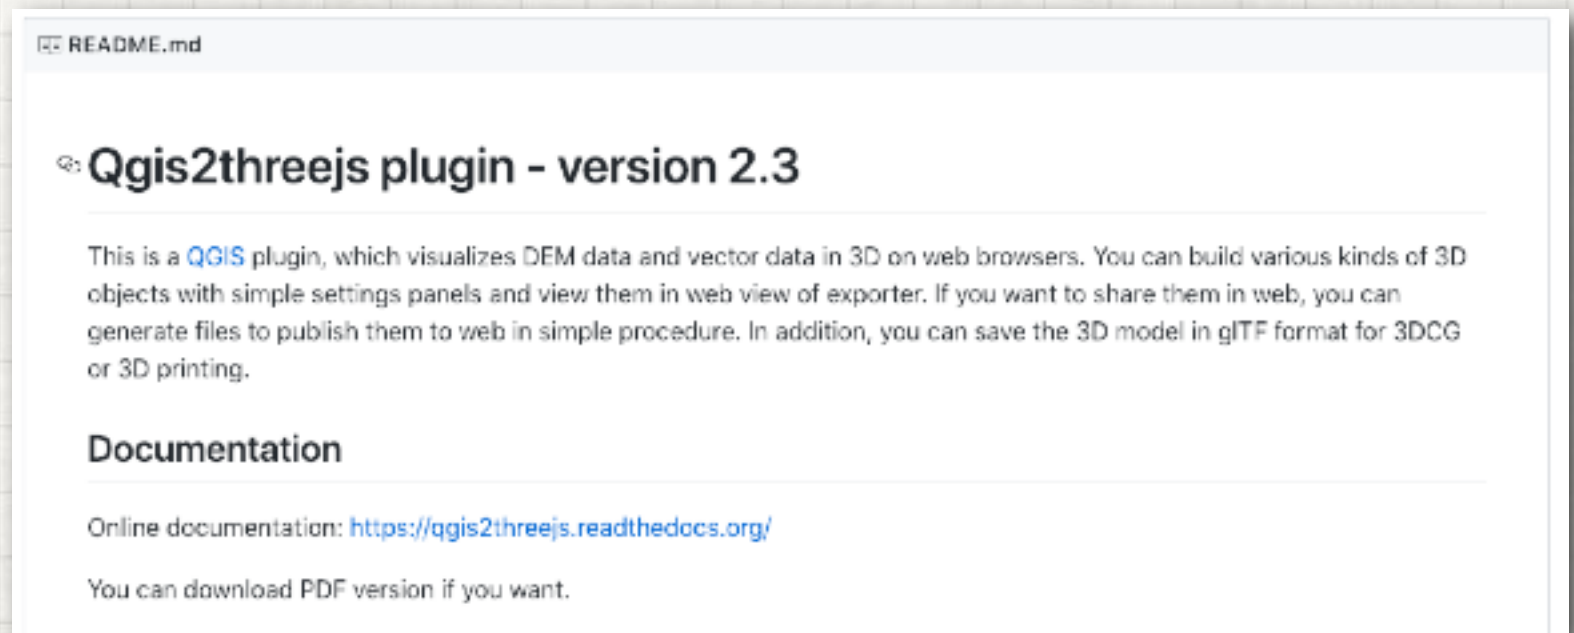 README.md
Qgis2threejs plugin - version 2.3
This is a QGIS plugin, which visualizes DEM data and vector data in 3D on web browsers. You can build various kinds of 3D
objects with simple settings panels and view them in web view of exporter. If you want to share them in web, you can
generate files to publish them to web in simple procedure. In addition, you can save the 3D model in glTF format for 3DCG
or 3D printing.
Documentation
Online documentation: https://qgis2threejs.readthedocs.org/
You can download PDF version if you want.